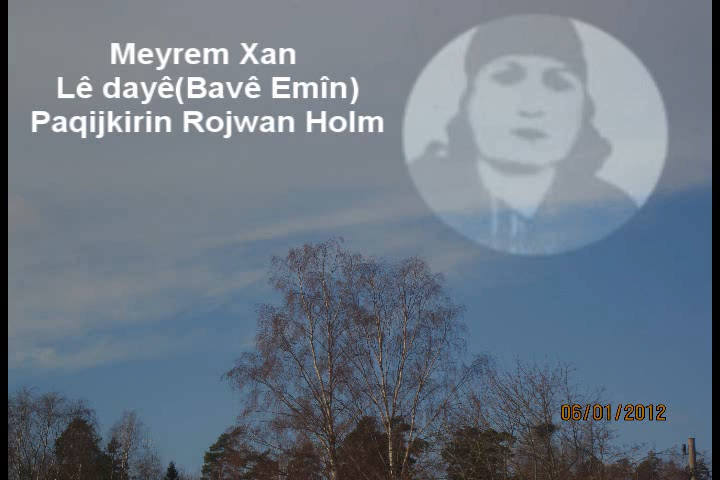 Meyrem Xan
Lê dayê(Bavê Emîn)
Paqijkirin Rojwan Holm
06/01/2012